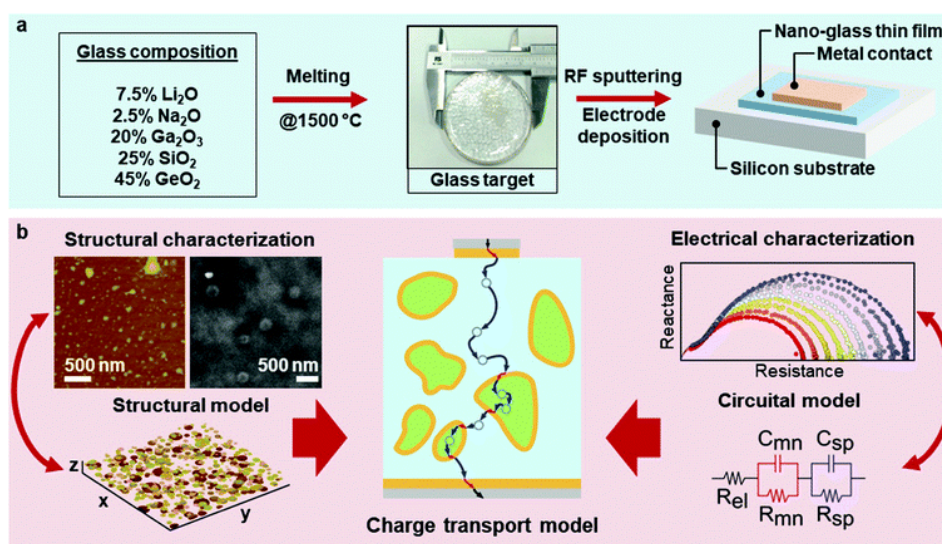 a
Glass composition
7.5% Li₂O
2.5% Na₂O
20% Ga₂O₃
25% SiO₂
45% GeO₂
Melting
@1500 °C
Glass target
RF sputtering
Electrode
deposition
Nano-glass thin film
Metal contact
Silicon substrate
b
Structural characterization
500 nm
500 nm
Structural model
z
x
y
Charge transport model
Electrical characterization
Reactance
Resistance
Circuital model
Cmn
Csp
Rel
Rmn
Rsp